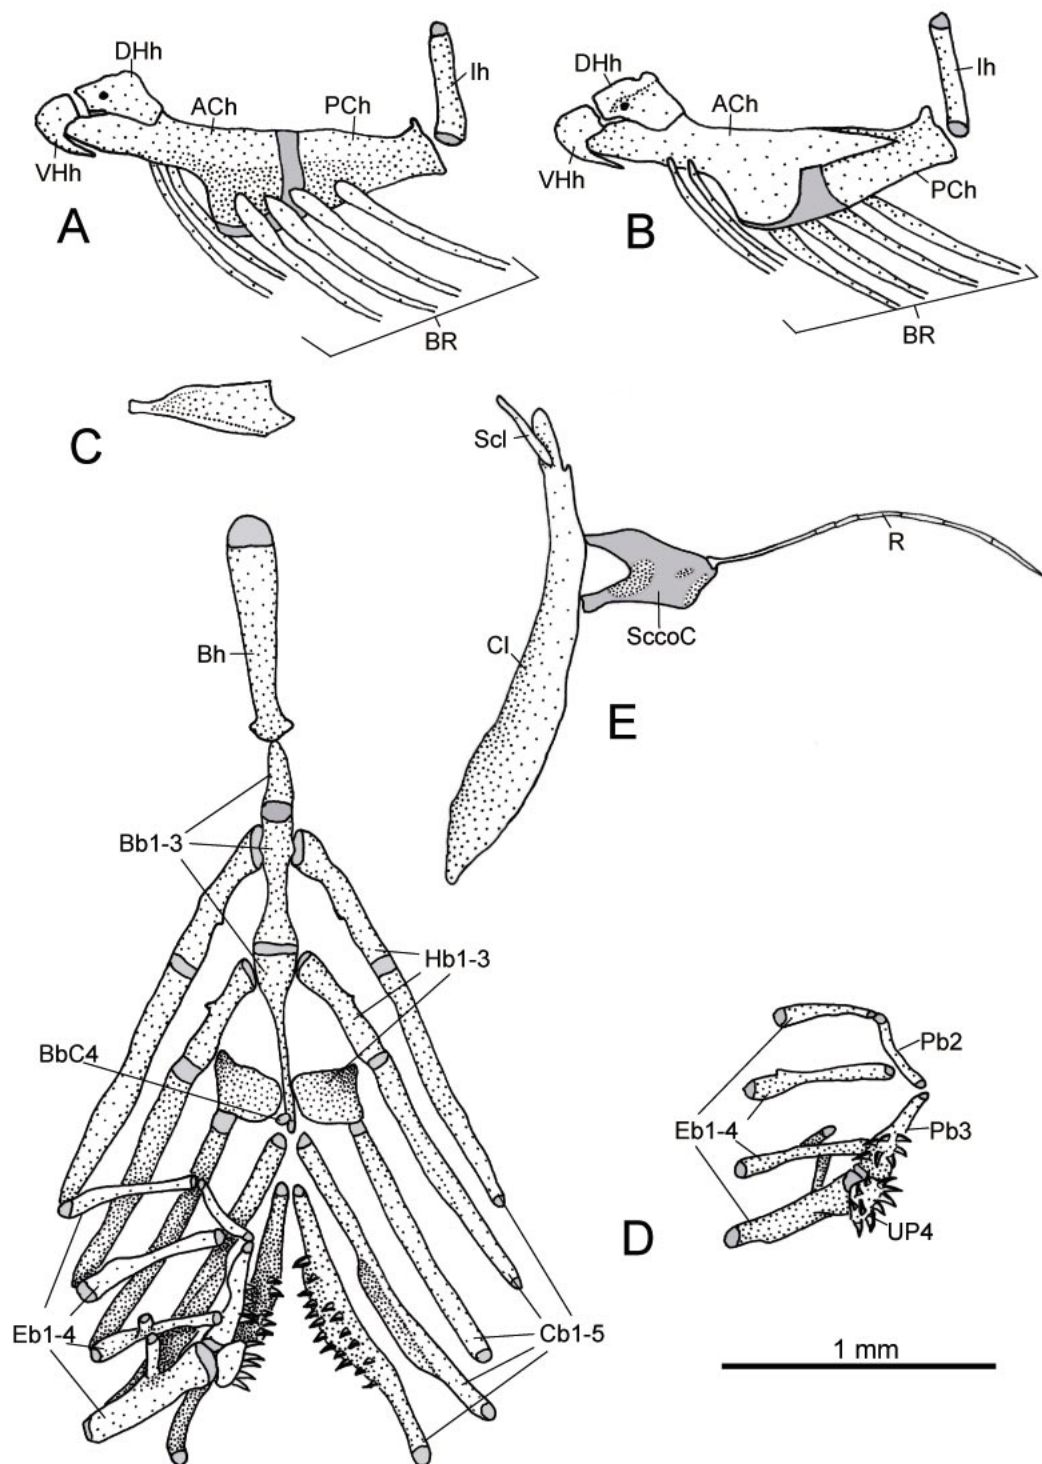 DHh
ACh
PCh
Ih
VHh
A
BR
DHh
ACh
Ih
VHh
PCh
B
BR
C
Scl
R
SccoC
Cl
E
Bh
Bb1-3
Hb1-3
BbC4
Eb1-4
Cb1-5
Pb2
Eb1-4
Pb3
D
UP4
1 mm